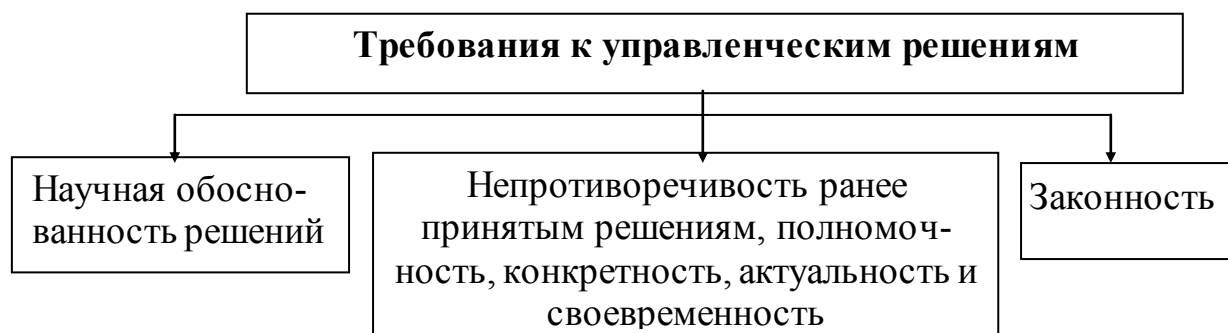 Требования к управленческим решениям
Научная обосно-
ванность решений
Непротиворечивость ранее
принятым решениям, полномоч-
ность, конкретность, актуальность и
своевременность
Законность